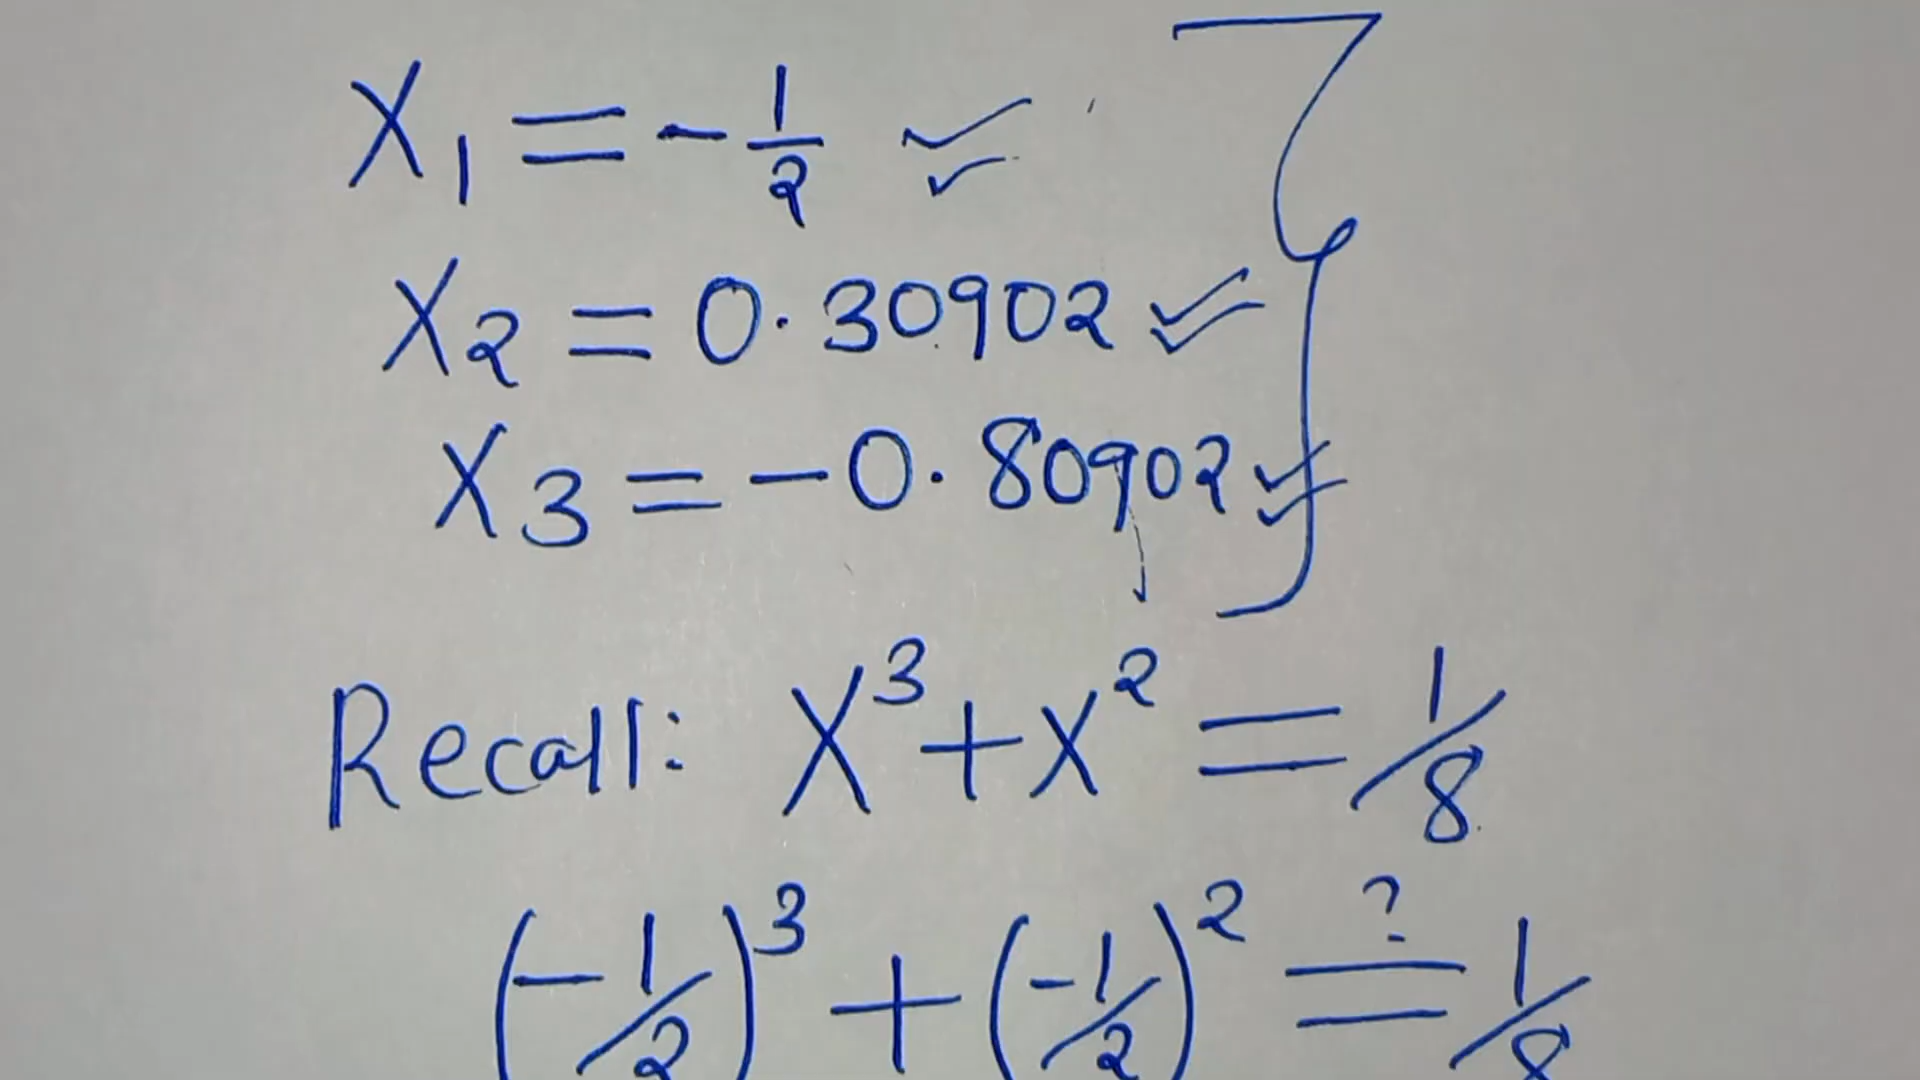 X₁ = -1/2 ✓✓
X₂ = 0.30902 ✓✓
X₃ = -0.80902 ✓✓
Recall: X³ + X² = 1/8
(-1/2)³ + (-1/2)² ≟ 1/8